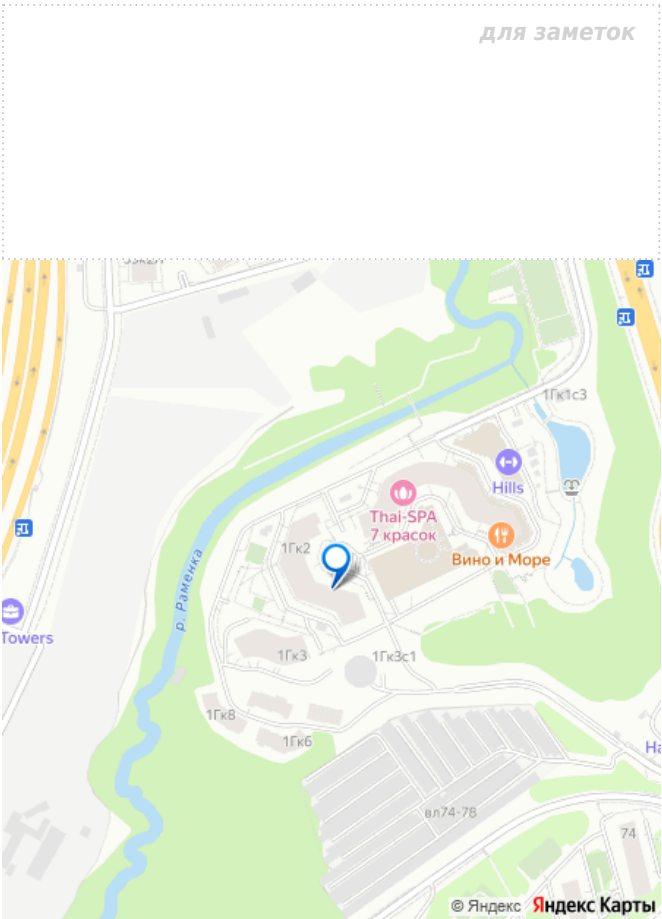 для заметок
1Гк1с3
Hills
Thai-SPA
7 красок
1Гк2
Вино и Море
р. Раменка
Towers
1Гк3
1Гк3с1
1Гк8
1Гк6
На
вл74-78
74
© Яндекс Яндекс Карты